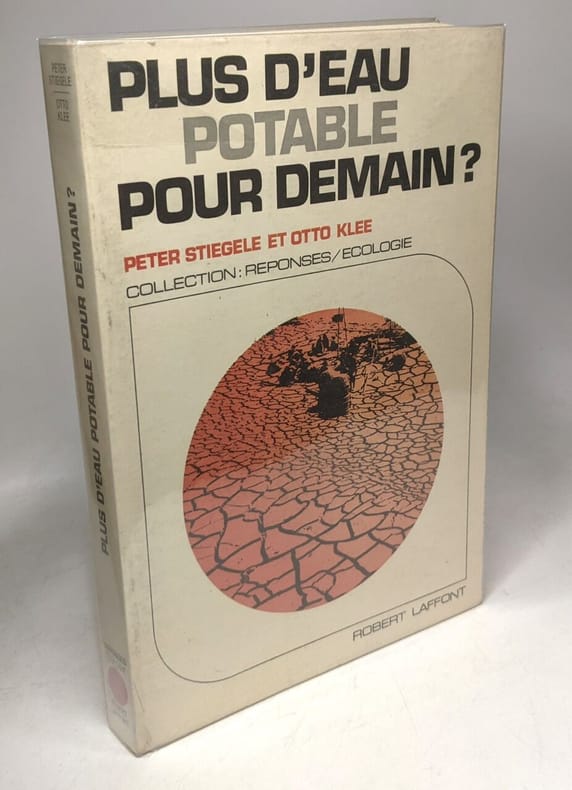 PLUS D'EAU
POTABLE
POUR DEMAIN?
PETER STIEGELE ET OTTO KLEE
COLLECTION: REPONSES/ECOLOGIE
ROBERT LAFFONT
PETER
STIEGELE
OTTO
KLEE
PLUS D'EAU POTABLE POUR DEMAIN?